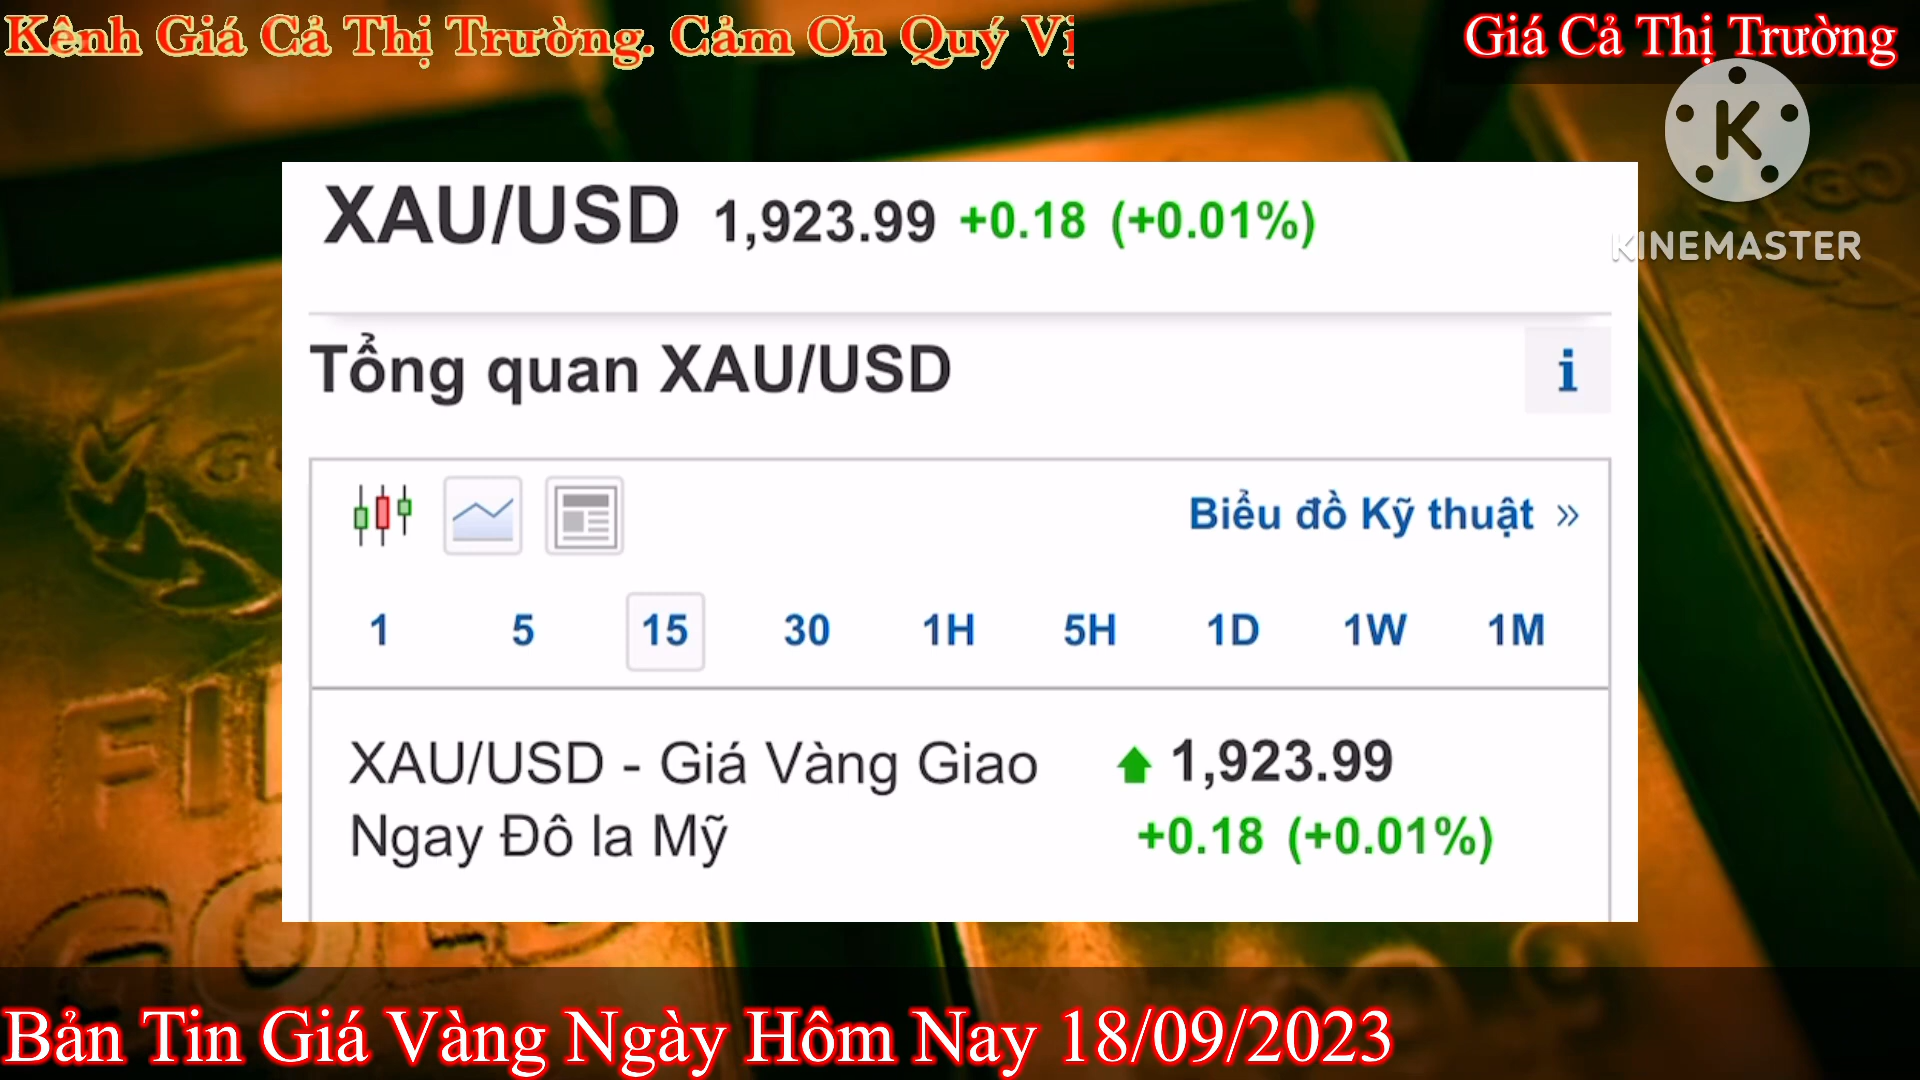 Kênh Giá Cả Thị Trường. Cảm Ơn Quý Vị
Giá Cả Thị Trường
K
KINEMASTER
XAU/USD 1,923.99 +0.18 (+0.01%)
Tổng quan XAU/USD
i
Biểu đồ Kỹ thuật »
1 5 15 30 1H 5H 1D 1W 1M
XAU/USD - Giá Vàng Giao 1,923.99
Ngay Đô la Mỹ +0.18 (+0.01%)
Bản Tin Giá Vàng Ngày Hôm Nay 18/09/2023